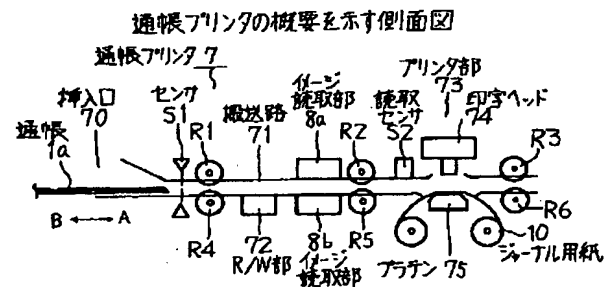 通帳プリンタの概要を示す側面図
通帳プリンタ 7
挿入口
70
通帳
1a
センサ
S1
R1
搬送路
71
イメージ
読取部
8a
R2
読取
センサ
S2
プリンタ部
73
印字ヘッド
74
R3
B ←→ A
R4
72
R/W部
8b
イメージ
読取部
R5
プラテン 75
R6
10
ジャーナル用紙